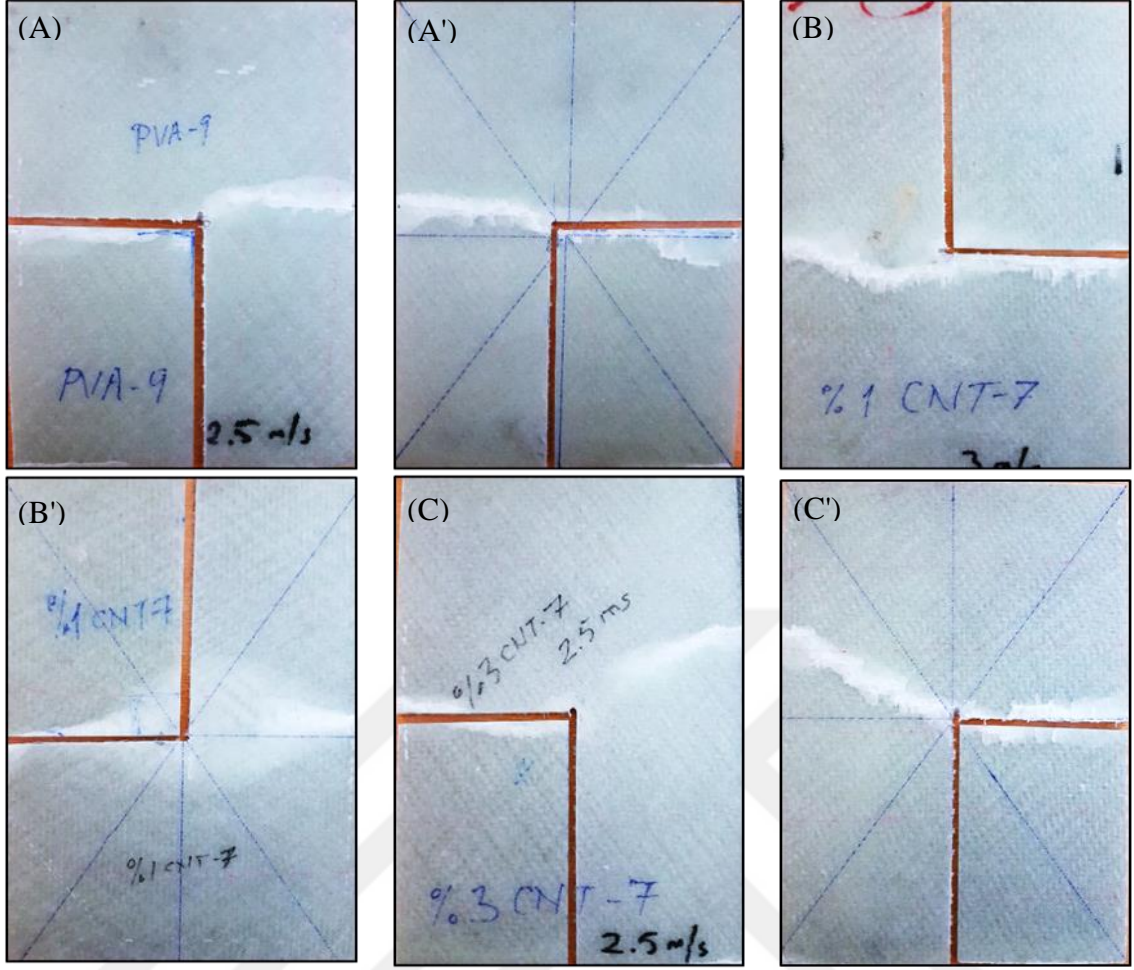 (A)
PVA-9
PVA-9
2.5 m/s
(A')
(B)
%1 CNT-7
3 m/s
(B')
%1 CNT-7
%1 CNT-7
(C)
%3 CNT-7
2.5 ms
%3 CNT-7
2.5 m/s
(C')